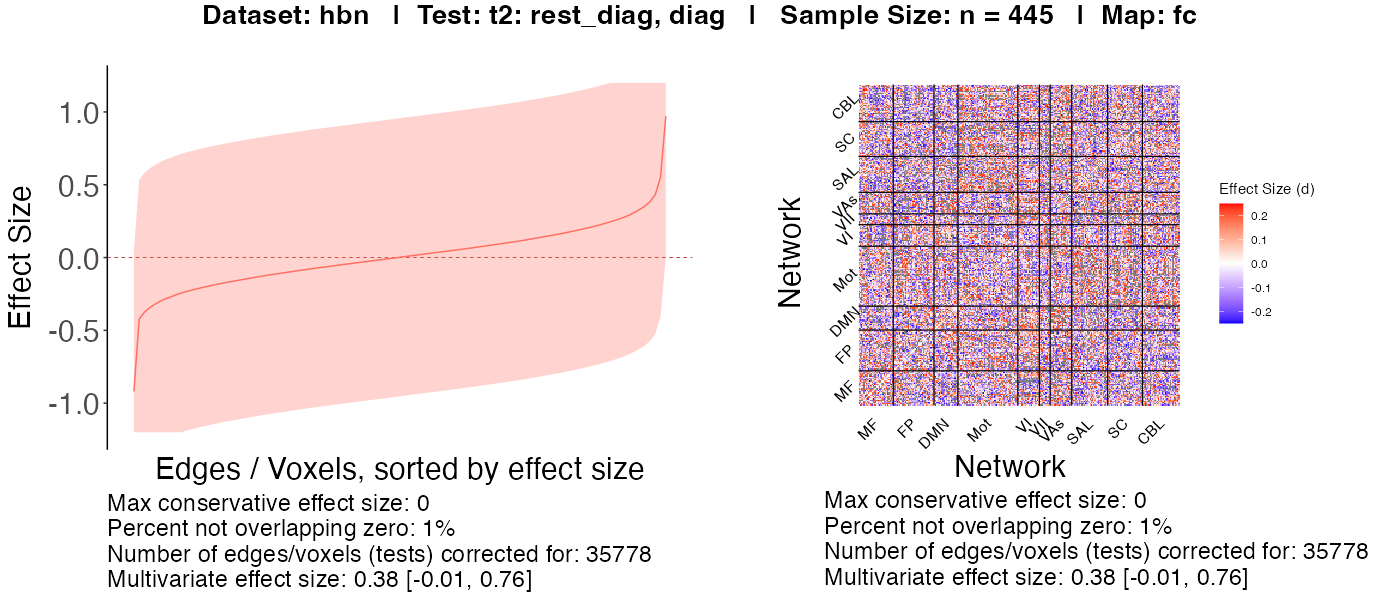 Dataset: hbn | Test: t2: rest_diag, diag | Sample Size: n = 445 | Map: fc
Effect Size
1.0
0.5
0.0
-0.5
-1.0
Edges / Voxels, sorted by effect size
Max conservative effect size: 0
Percent not overlapping zero: 1%
Number of edges/voxels (tests) corrected for: 35778
Multivariate effect size: 0.38 [-0.01, 0.76]
Network
CBL
SC
SAL
VAs
VII
VI
Mot
DMN
FP
MF
MF
FP
DMN
Mot
VI
VII
VAs
SAL
SC
CBL
Network
Effect Size (d)
0.2
0.1
0.0
-0.1
-0.2
Max conservative effect size: 0
Percent not overlapping zero: 1%
Number of edges/voxels (tests) corrected for: 35778
Multivariate effect size: 0.38 [-0.01, 0.76]